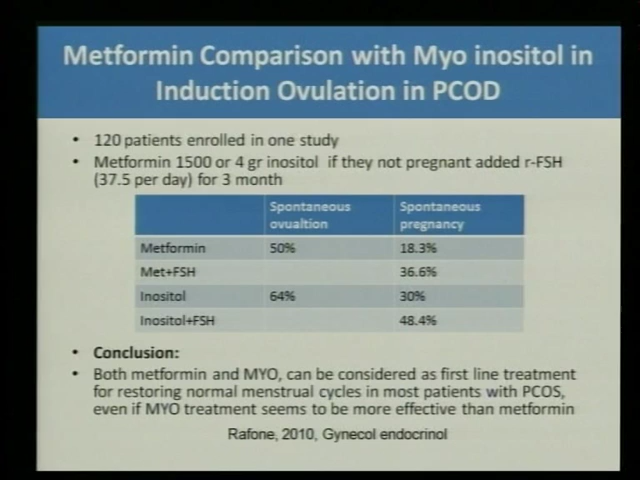 Metformin Comparison with Myo inositol in
Induction Ovulation in PCOD
• 120 patients enrolled in one study
• Metformin 1500 or 4 gr inositol if they not pregnant added r-FSH
(37.5 per day) for 3 month
Spontaneous ovualtion Spontaneous pregnancy
Metformin 50% 18.3%
Met+FSH 36.6%
Inositol 64% 30%
Inositol+FSH 48.4%
• Conclusion:
• Both metformin and MYO, can be considered as first line treatment
for restoring normal menstrual cycles in most patients with PCOS,
even if MYO treatment seems to be more effective than metformin
Rafone, 2010, Gynecol endocrinol